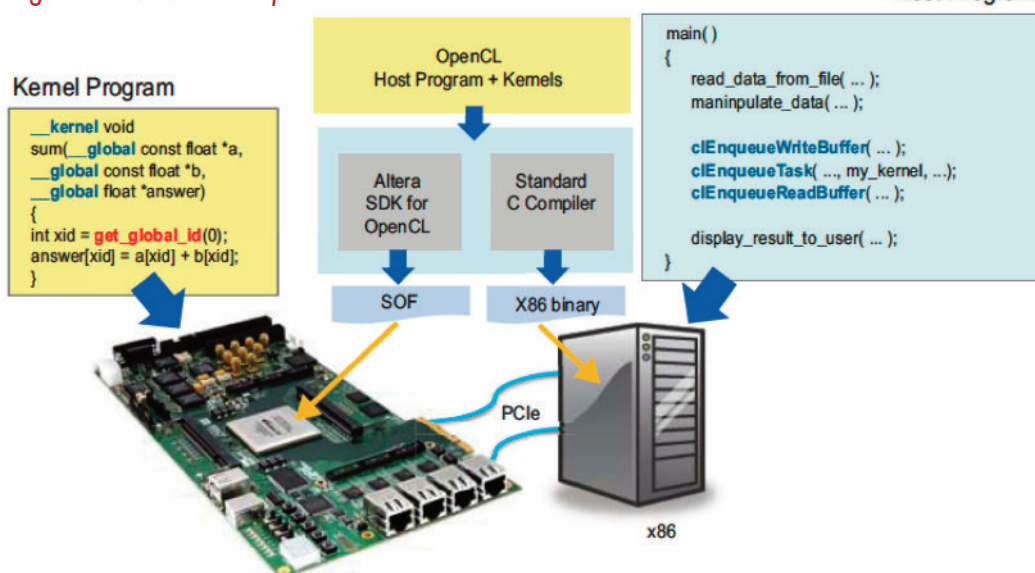 Kernel Program
__kernel void
sum(__global const float *a,
__global const float *b,
__global float *answer)
{
int xid = get_global_id(0);
answer[xid] = a[xid] + b[xid];
}
OpenCL
Host Program + Kernels
Altera
SDK for
OpenCL
Standard
C Compiler
SOF
X86 binary
main( )
{
read_data_from_file( ... );
maninpulate_data( ... );
clEnqueueWriteBuffer( ... );
clEnqueueTask( ..., my_kernel, ...);
clEnqueueReadBuffer( ... );
display_result_to_user( ... );
}
PCIe
x86